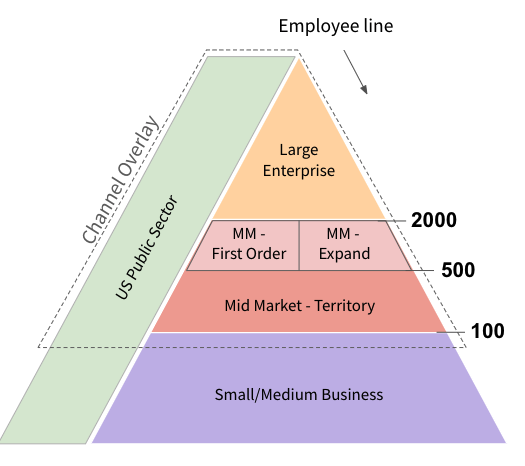 Employee line
Channel Overlay
US Public Sector
Large
Enterprise
2000
MM -
First Order
MM -
Expand
500
Mid Market - Territory
100
Small/Medium Business